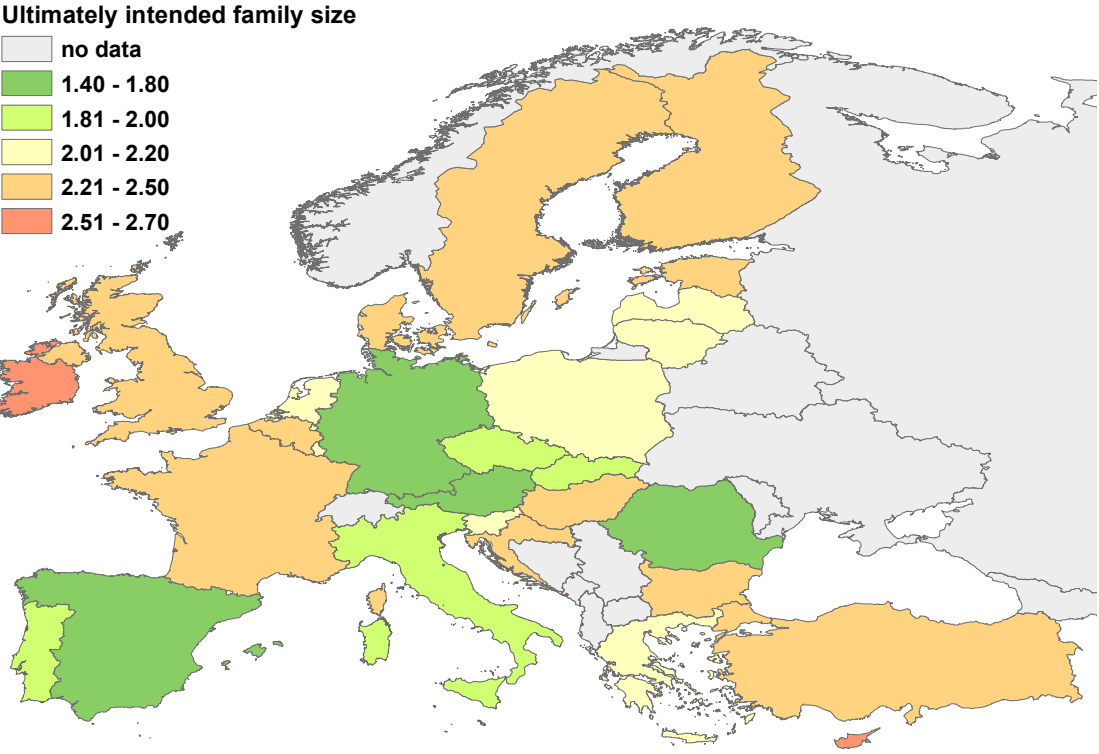 Ultimately intended family size
no data
1.40 - 1.80
1.81 - 2.00
2.01 - 2.20
2.21 - 2.50
2.51 - 2.70